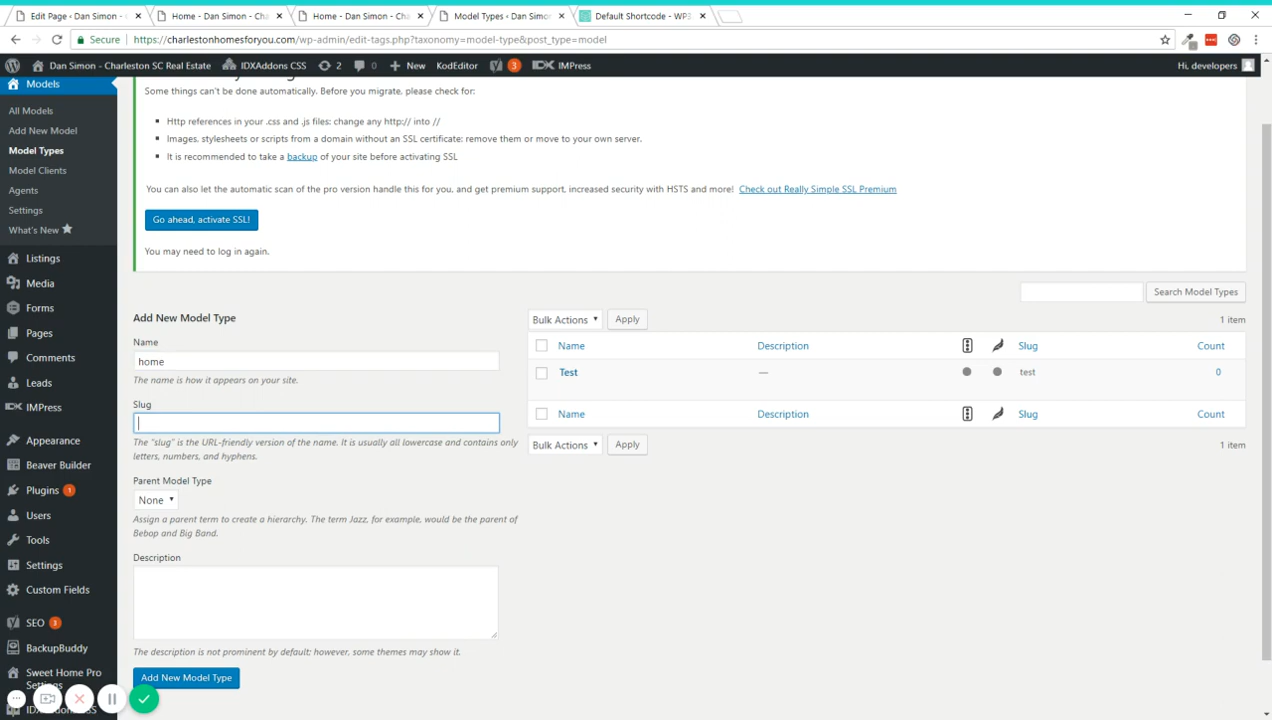 Edit Page ‹ Dan Simon - C
Home - Dan Simon - Cha
Home - Dan Simon - Cha
Model Types ‹ Dan Simon
Default Shortcode - WP3
Secure https://charlestonhomesforyou.com/wp-admin/edit-tags.php?taxonomy=model-type&post_type=model
Dan Simon - Charleston SC Real Estate IDXAddons CSS 2 0 New KodEditor 3 IMPress Hi, developers
Models
All Models
Add New Model
Model Types
Model Clients
Agents
Settings
What's New
Listings
Media
Forms
Pages
Comments
Leads
IMPress
Appearance
Beaver Builder
Plugins 1
Users
Tools
Settings
Custom Fields
SEO 3
BackupBuddy
Sweet Home Pro
Settings
Some things can't be done automatically. Before you migrate, please check for:
Http references in your .css and .js files: change any http:// into //
Images, stylesheets or scripts from a domain without an SSL certificate: remove them or move to your own server.
It is recommended to take a backup of your site before activating SSL
You can also let the automatic scan of the pro version handle this for you, and get premium support, increased security with HSTS and more! Check out Really Simple SSL Premium
Go ahead, activate SSL!
You may need to log in again.
Search Model Types
Add New Model Type
Name
home
The name is how it appears on your site.
Slug
The "slug" is the URL-friendly version of the name. It is usually all lowercase and contains only
letters, numbers, and hyphens.
Parent Model Type
None
Assign a parent term to create a hierarchy. The term Jazz, for example, would be the parent of
Bebop and Big Band.
Description
The description is not prominent by default; however, some themes may show it.
Add New Model Type
Bulk Actions Apply 1 item
Name Description Slug Count
Test — test 0
Name Description Slug Count
Bulk Actions Apply 1 item